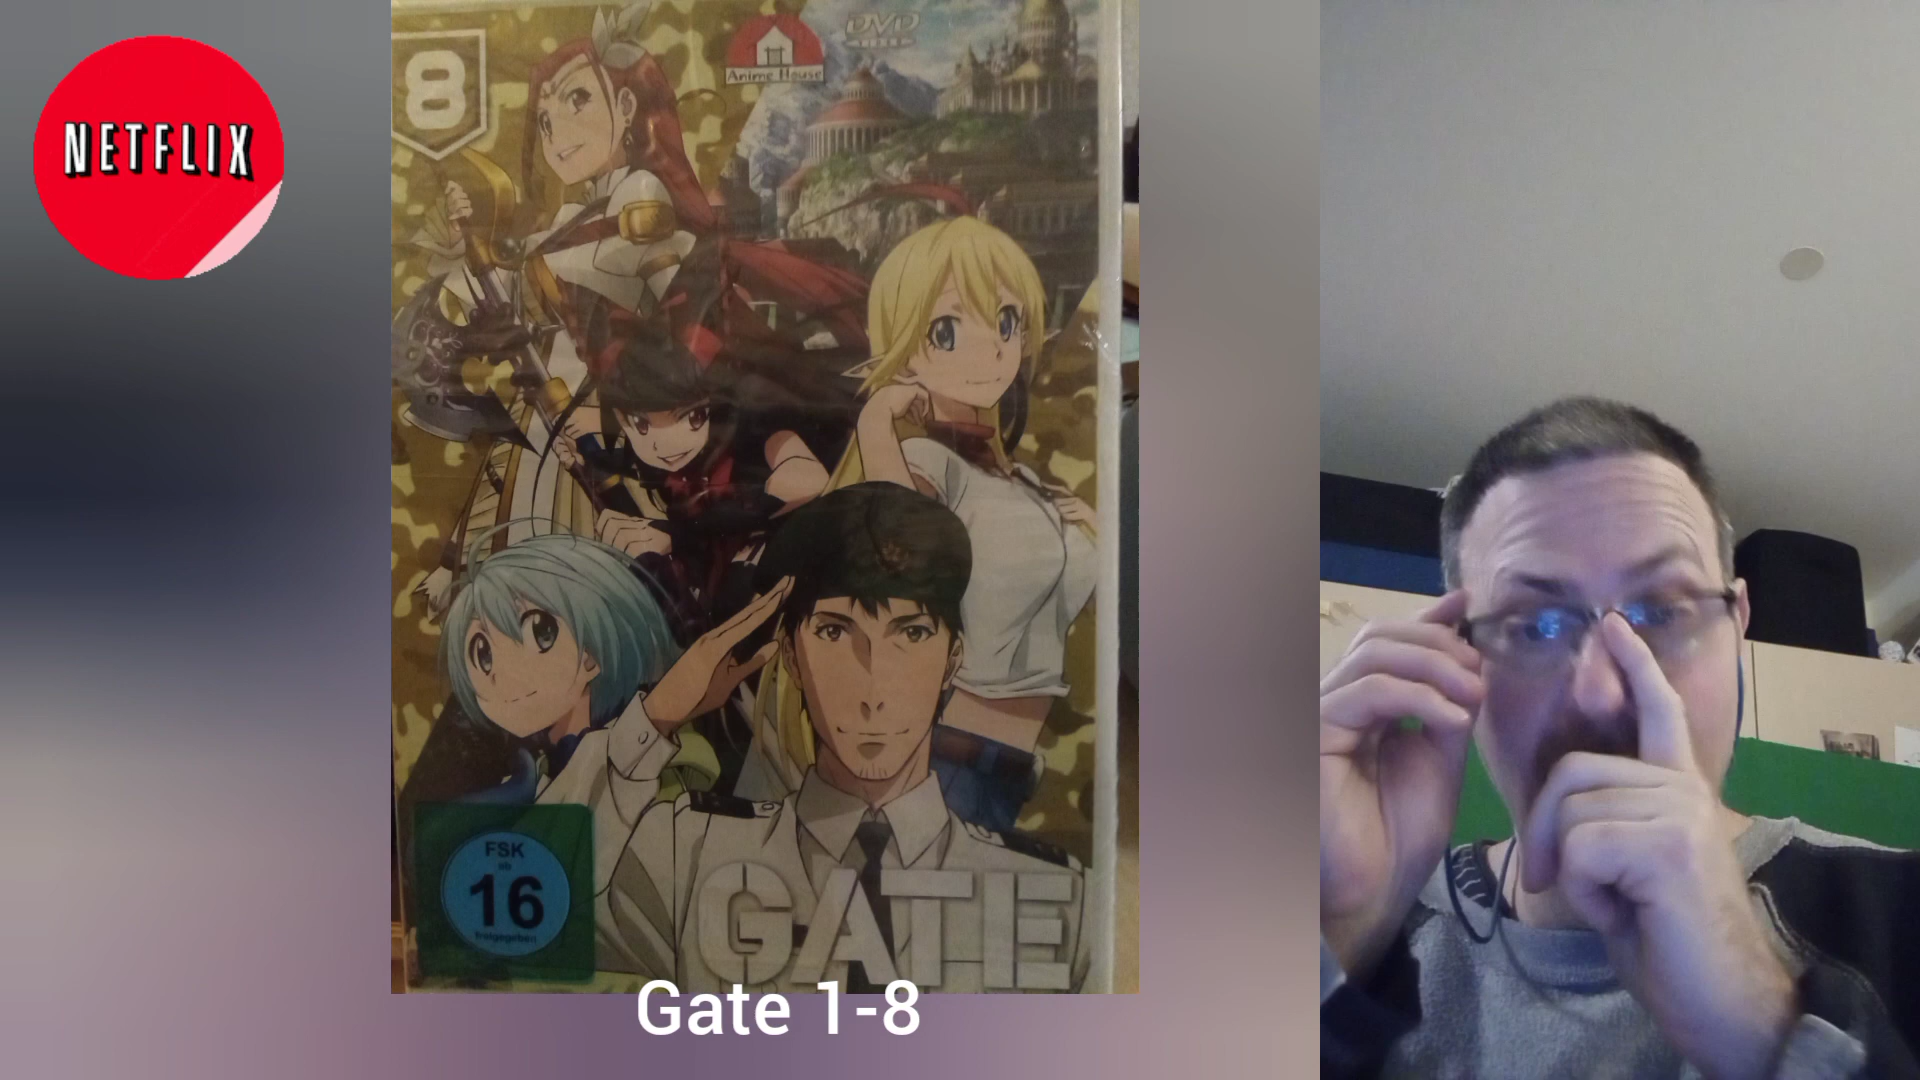 NETFLIX
8
Anime House
DVD
FSK
ab
16
freigegeben
GATE
Gate 1-8